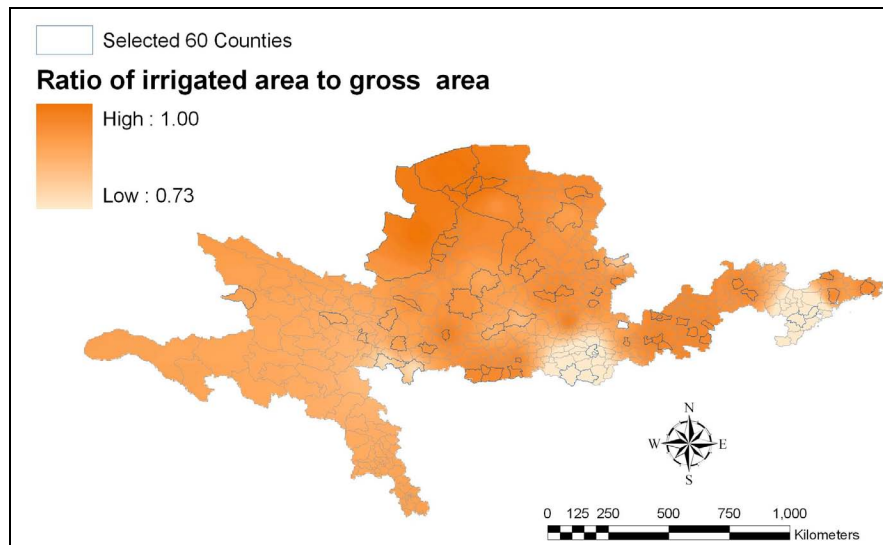 Selected 60 Counties
Ratio of irrigated area to gross area
High : 1.00
Low : 0.73
N
W E
S
0 125 250 500 750 1,000
Kilometers